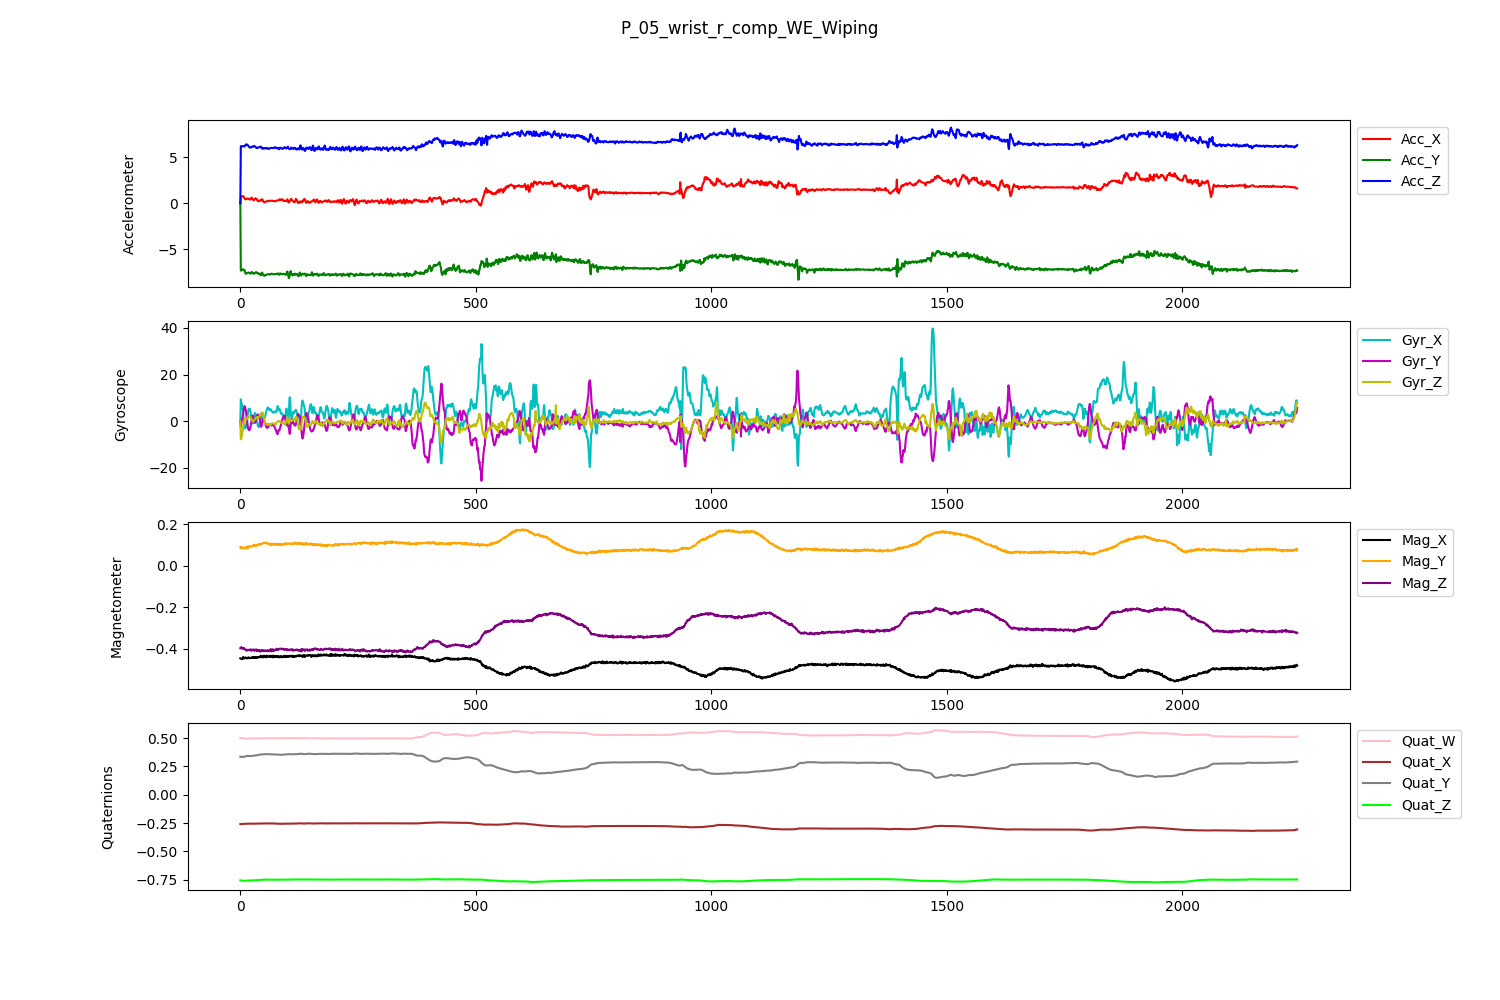 P_05_wrist_r_comp_WE_Wiping
Accelerometer
5
0
−5
0
500
1000
1500
2000
Acc_X
Acc_Y
Acc_Z
Gyroscope
40
20
0
−20
0
500
1000
1500
2000
Gyr_X
Gyr_Y
Gyr_Z
Magnetometer
0.2
0.0
−0.2
−0.4
0
500
1000
1500
2000
Mag_X
Mag_Y
Mag_Z
Quaternions
0.50
0.25
0.00
−0.25
−0.50
−0.75
0
500
1000
1500
2000
Quat_W
Quat_X
Quat_Y
Quat_Z